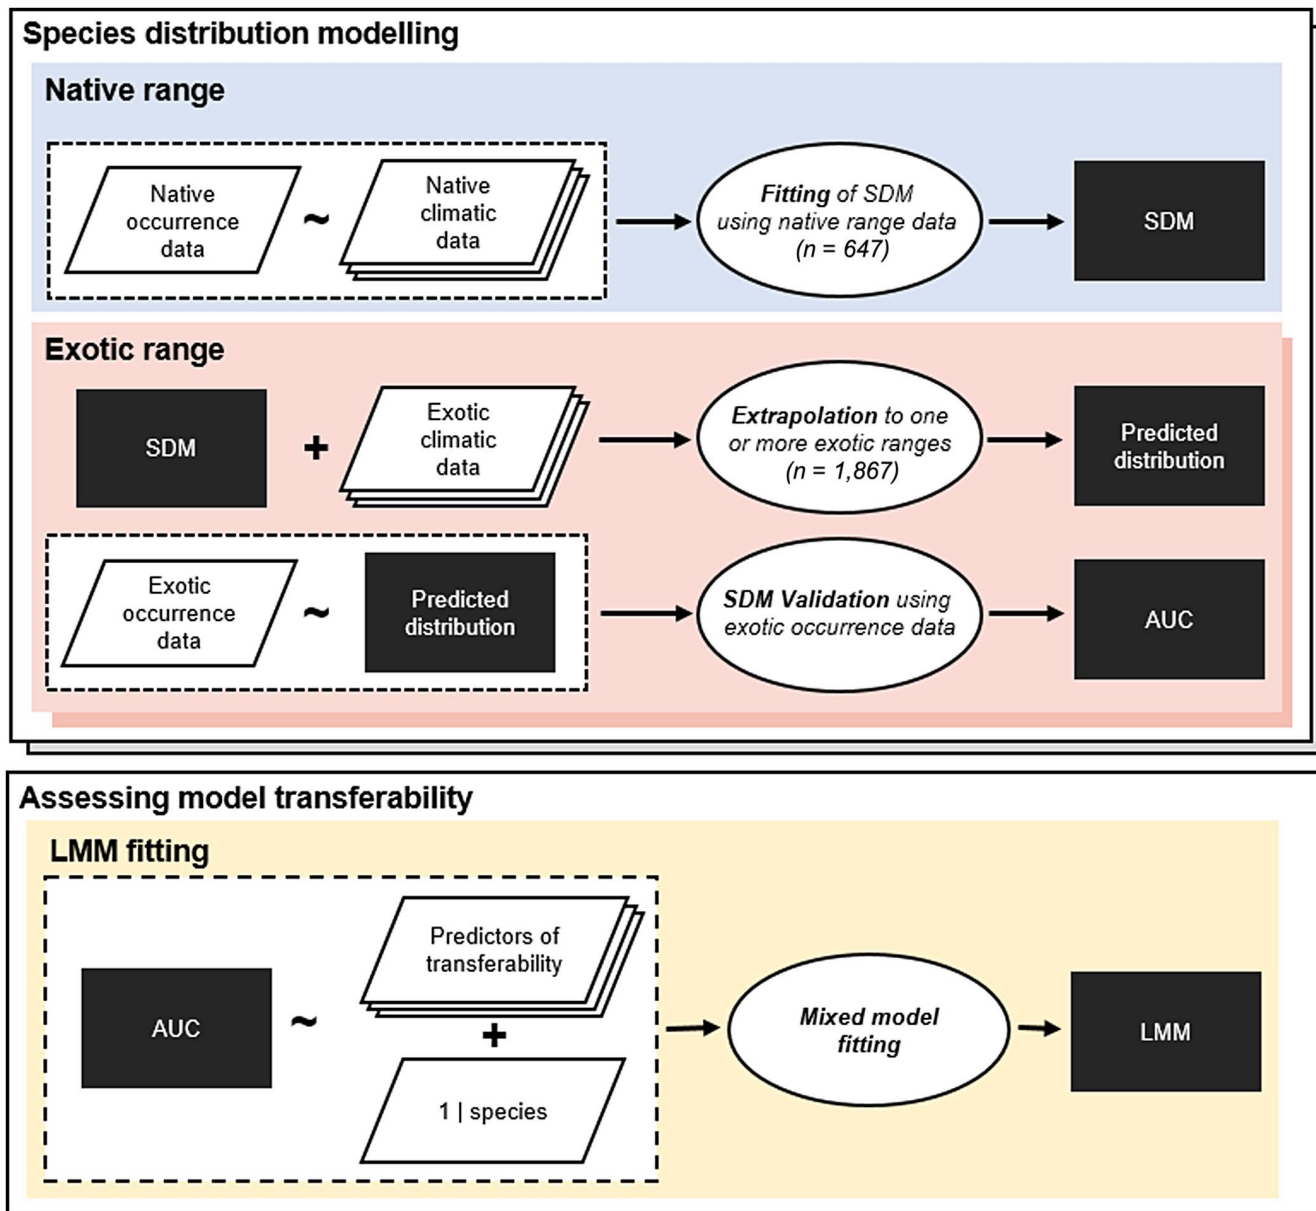 Species distribution modelling
Native range
Native
occurrence
data
~
Native
climatic
data
Fitting of SDM
using native range data
(n = 647)
SDM
Exotic range
SDM
+
Exotic
climatic
data
Extrapolation to one
or more exotic ranges
(n = 1,867)
Predicted
distribution
Exotic
occurrence
data
~
Predicted
distribution
SDM Validation using
exotic occurrence data
AUC
Assessing model transferability
LMM fitting
AUC
~
Predictors of
transferability
+
1 | species
Mixed model
fitting
LMM